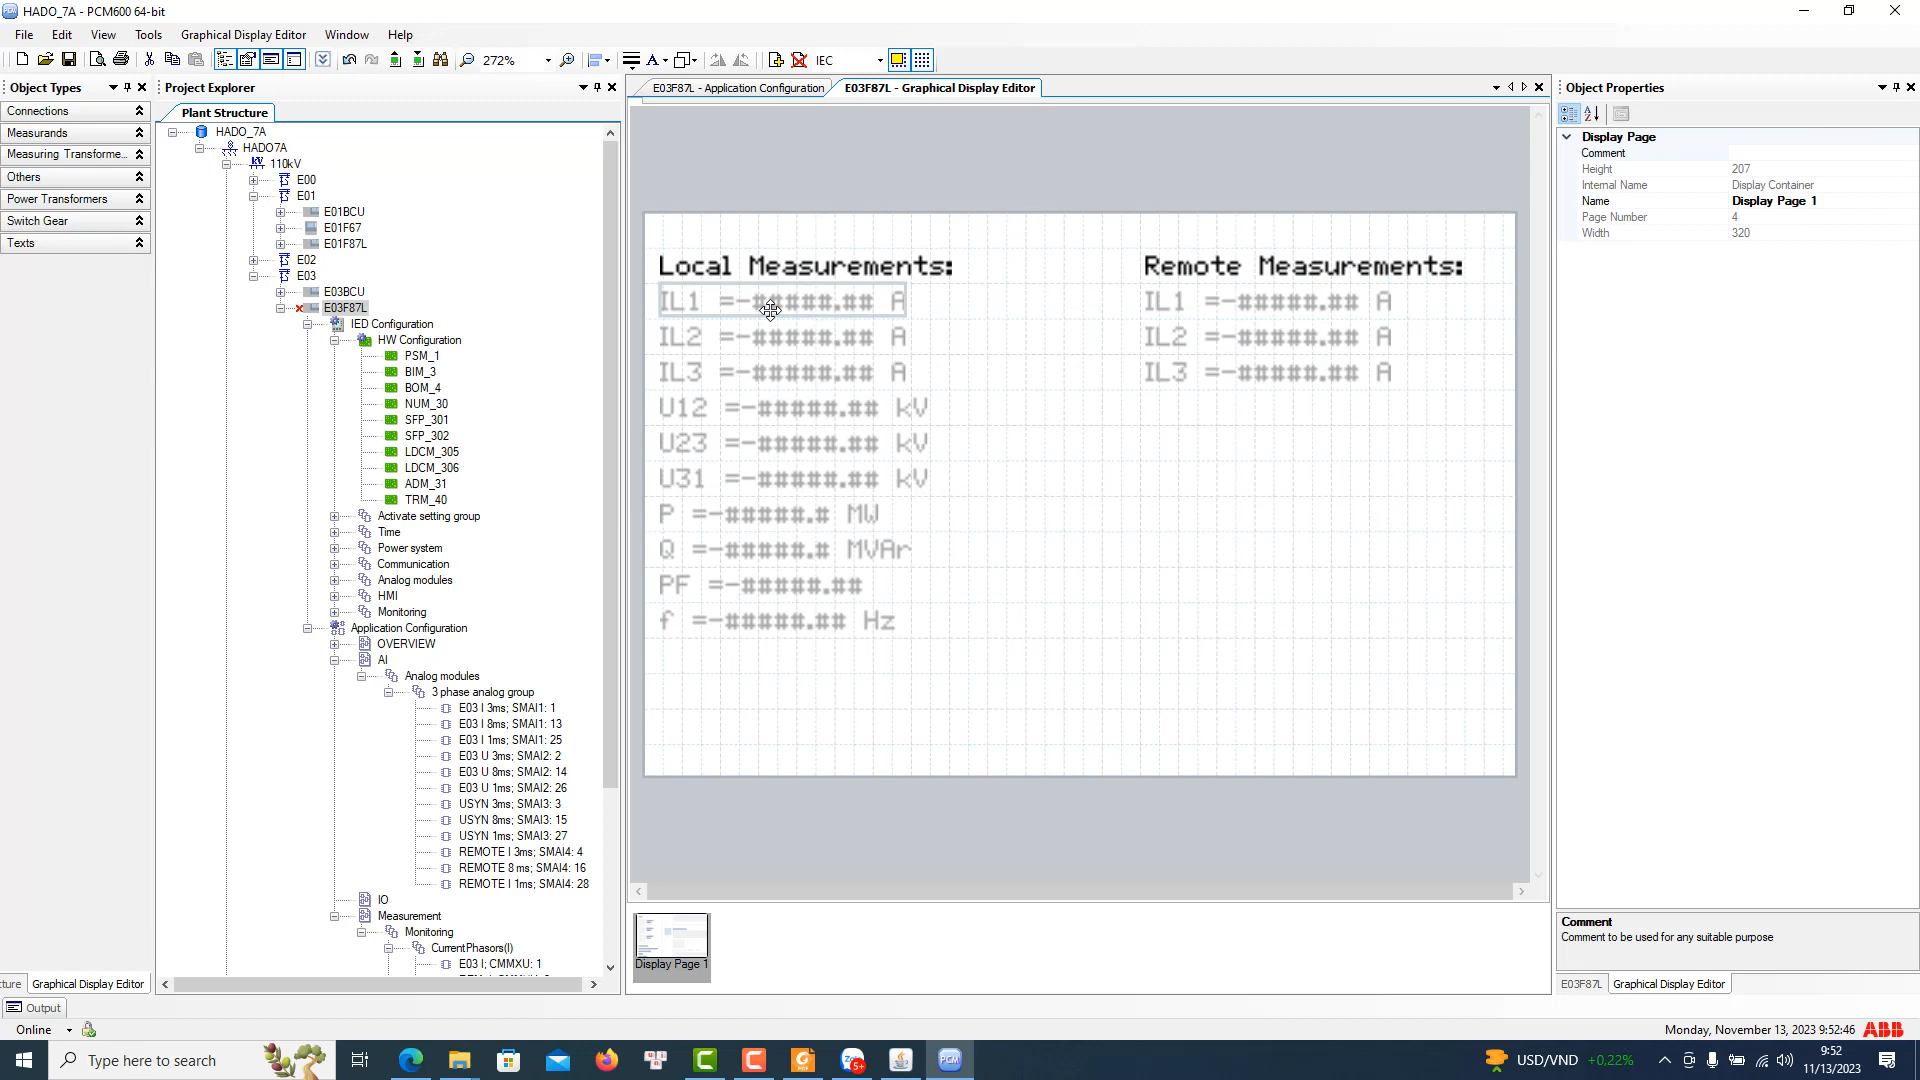 HADO_7A - PCM600 64-bit
File Edit View Tools Graphical Display Editor Window Help
272% IEC
Object Types
Connections
Measurands
Measuring Transforme...
Others
Power Transformers
Switch Gear
Texts
Project Explorer
Plant Structure
HADO_7A
HADO7A
110kV
E00
E01
E01BCU
E01F67
E01F87L
E02
E03
E03BCU
E03F87L
IED Configuration
HW Configuration
PSM_1
BIM_3
BOM_4
NUM_30
SFP_301
SFP_302
LDCM_305
LDCM_306
ADM_31
TRM_40
Activate setting group
Time
Power system
Communication
Analog modules
HMI
Monitoring
Application Configuration
OVERVIEW
AI
Analog modules
3 phase analog group
E03 I 3ms; SMAI1: 1
E03 I 8ms; SMAI1: 13
E03 I 1ms; SMAI1: 25
E03 U 3ms; SMAI2: 2
E03 U 8ms; SMAI2: 14
E03 U 1ms; SMAI2: 26
USYN 3ms; SMAI3: 3
USYN 8ms; SMAI3: 15
USYN 1ms; SMAI3: 27
REMOTE I 3ms; SMAI4: 4
REMOTE 8 ms; SMAI4: 16
REMOTE I 1ms; SMAI4: 28
IO
Measurement
Monitoring
CurrentPhasors(I)
E03 I; CMMXU: 1
E03F87L - Application Configuration
E03F87L - Graphical Display Editor
Local Measurements:
IL1 =-#####.## A
IL2 =-#####.## A
IL3 =-#####.## A
U12 =-#####.## kV
U23 =-#####.## kV
U31 =-#####.## kV
P =-#####.# MW
Q =-#####.# MVAr
PF =-#####.##
f =-#####.## Hz
Remote Measurements:
IL1 =-#####.## A
IL2 =-#####.## A
IL3 =-#####.## A
Display Page 1
Object Properties
Display Page
Comment
Height 207
Internal Name Display Container
Name Display Page 1
Page Number 4
Width 320
Comment
Comment to be used for any suitable purpose
cture Graphical Display Editor
E03F87L Graphical Display Editor
Output
Online
Monday, November 13, 2023 9:52:46 ABB
Type here to search
PCM
USD/VND +0,22%
9:52
11/13/2023